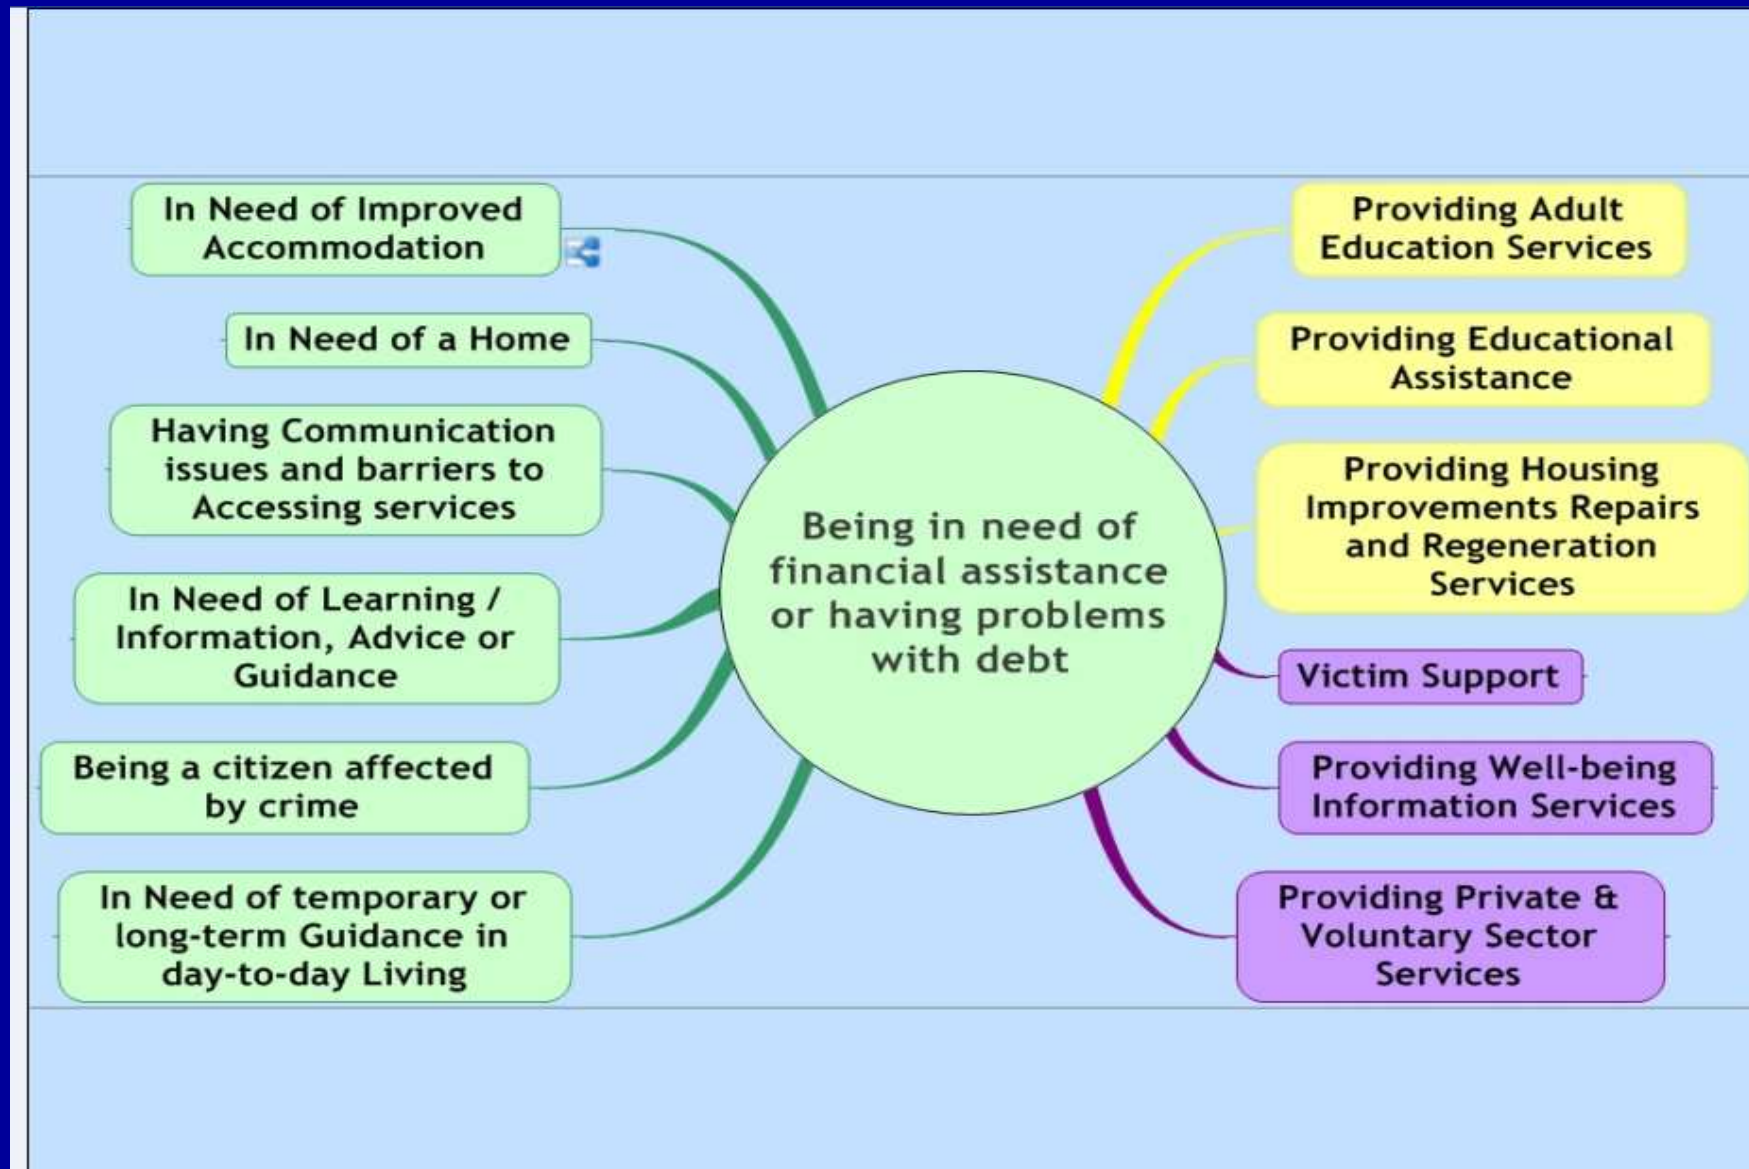 In Need of Improved
Accommodation
In Need of a Home
Having Communication
issues and barriers to
Accessing services
In Need of Learning /
Information, Advice or
Guidance
Being a citizen affected
by crime
In Need of temporary or
long-term Guidance in
day-to-day Living
Being in need of
financial assistance
or having problems
with debt
Providing Adult
Education Services
Providing Educational
Assistance
Providing Housing
Improvements Repairs
and Regeneration
Services
Victim Support
Providing Well-being
Information Services
Providing Private &
Voluntary Sector
Services